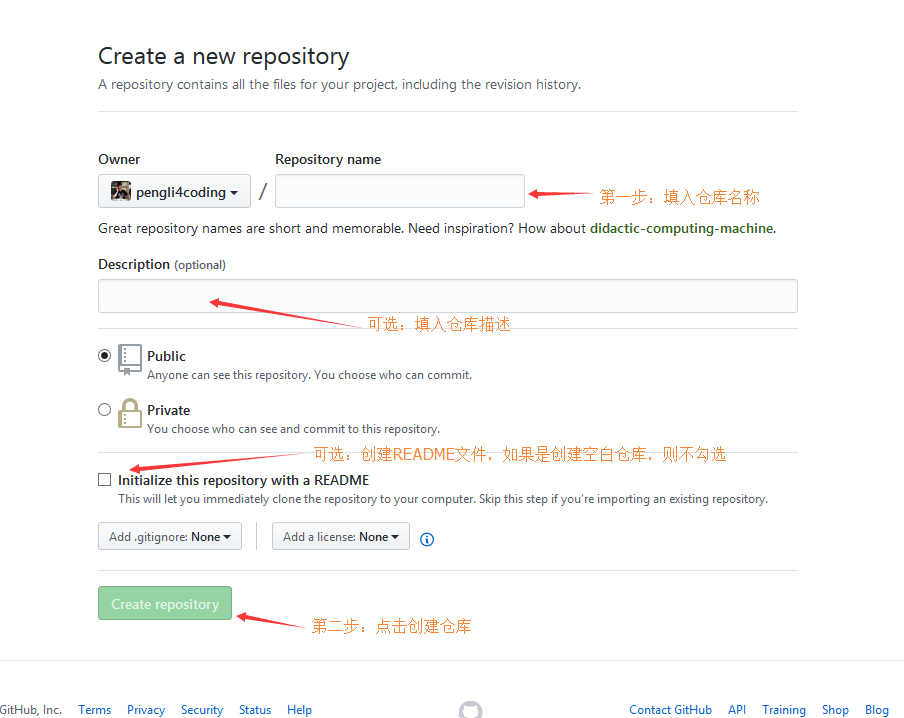 Create a new repository
A repository contains all the files for your project, including the revision history.
Owner
Repository name
pengli4coding
/
第一步：填入仓库名称
Great repository names are short and memorable. Need inspiration? How about didactic-computing-machine.
Description (optional)
可选：填入仓库描述
Public
Anyone can see this repository. You choose who can commit.
Private
You choose who can see and commit to this repository.
可选：创建README文件，如果是创建空白仓库，则不勾选
Initialize this repository with a README
This will let you immediately clone the repository to your computer. Skip this step if you’re importing an existing repository.
Add .gitignore: None
Add a license: None
Create repository
第二步：点击创建仓库
GitHub, Inc. Terms Privacy Security Status Help Contact GitHub API Training Shop Blog